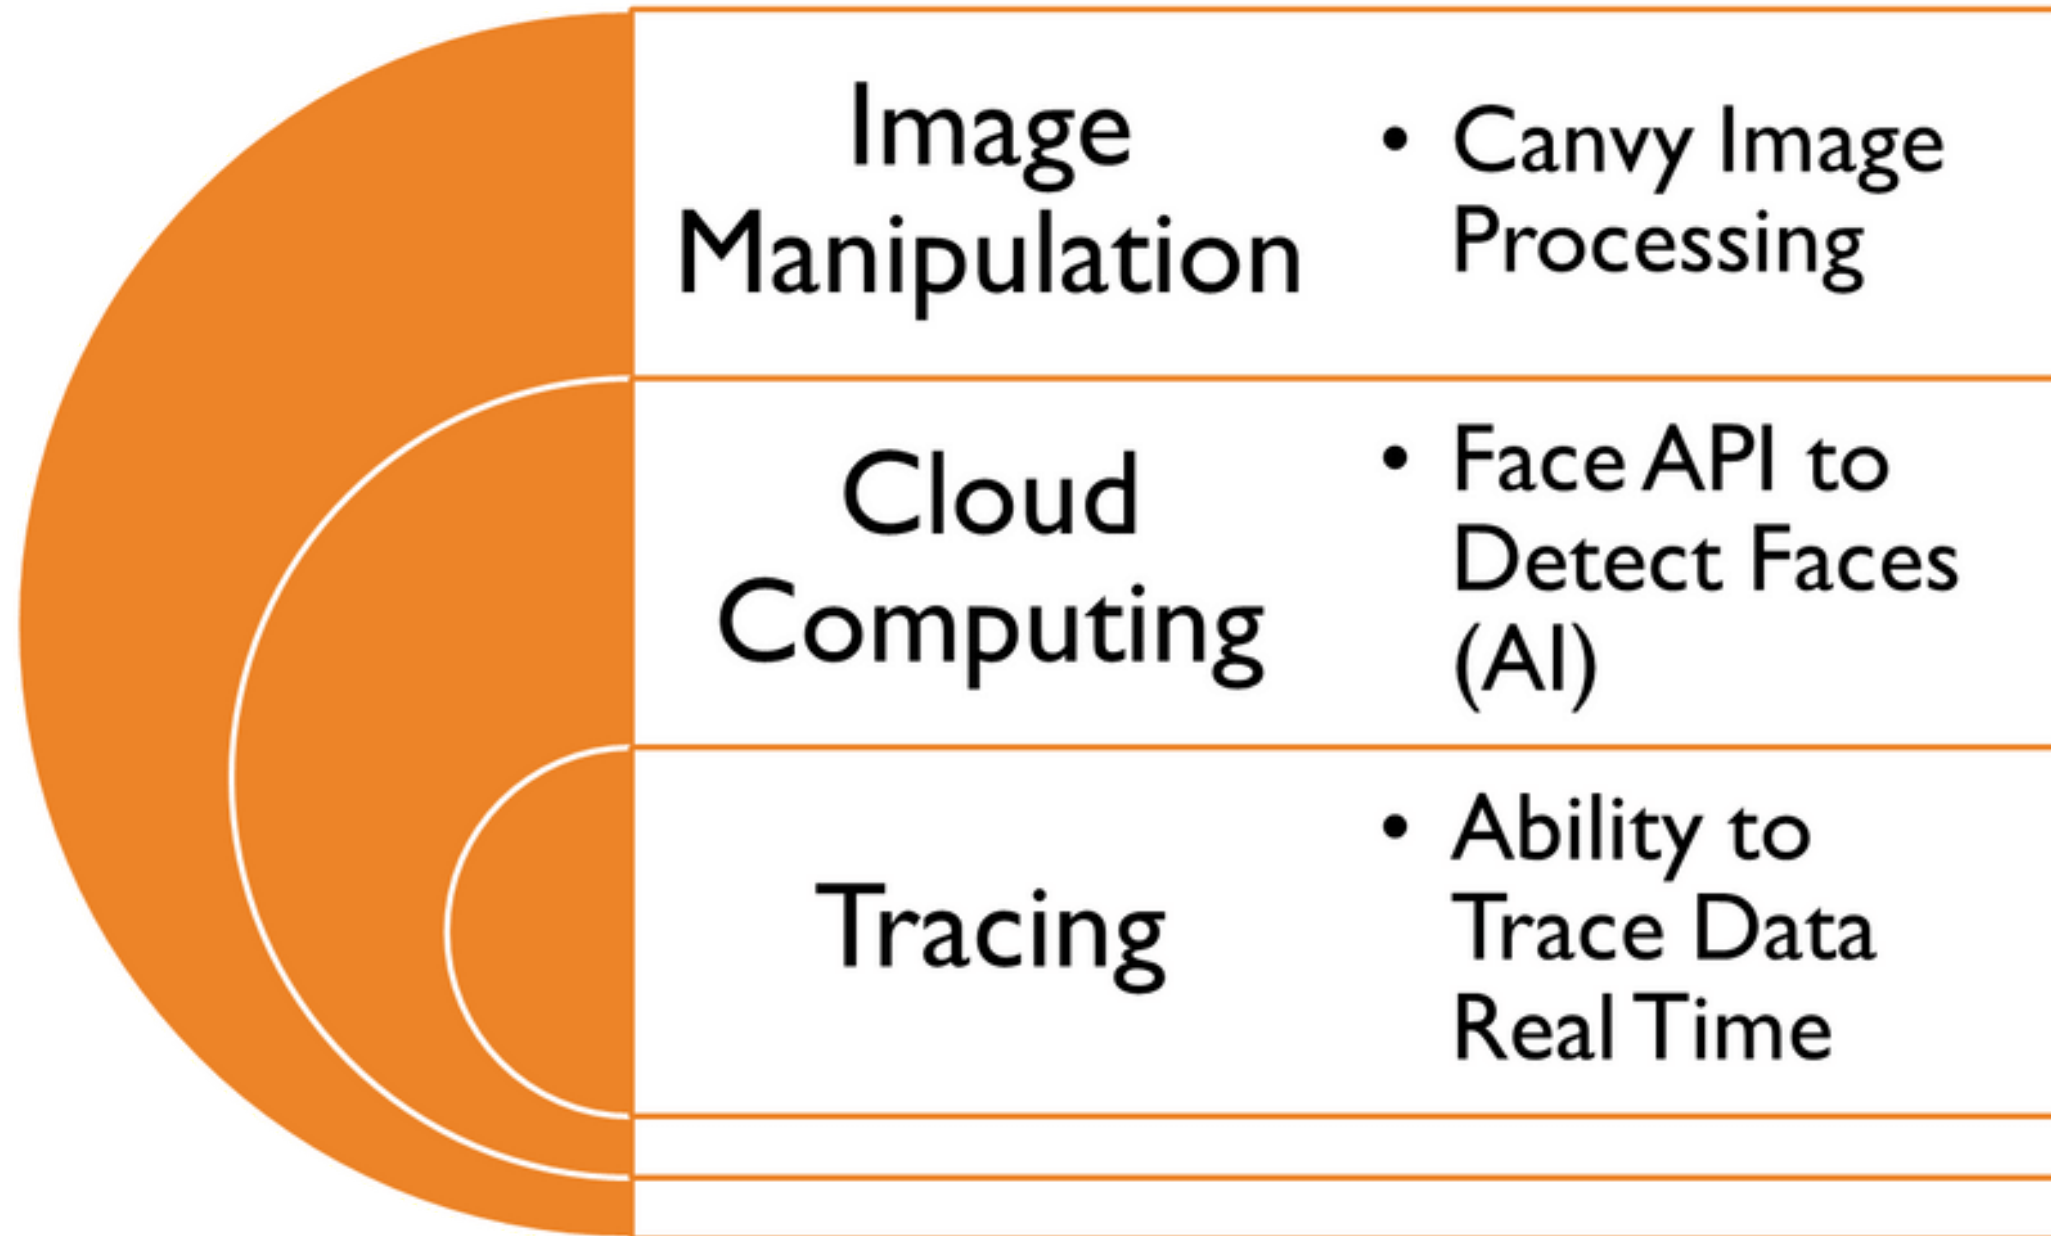 Image
Manipulation
• Canvy Image
Processing
Cloud
Computing
• Face API to
Detect Faces
(AI)
Tracing
• Ability to
Trace Data
Real Time